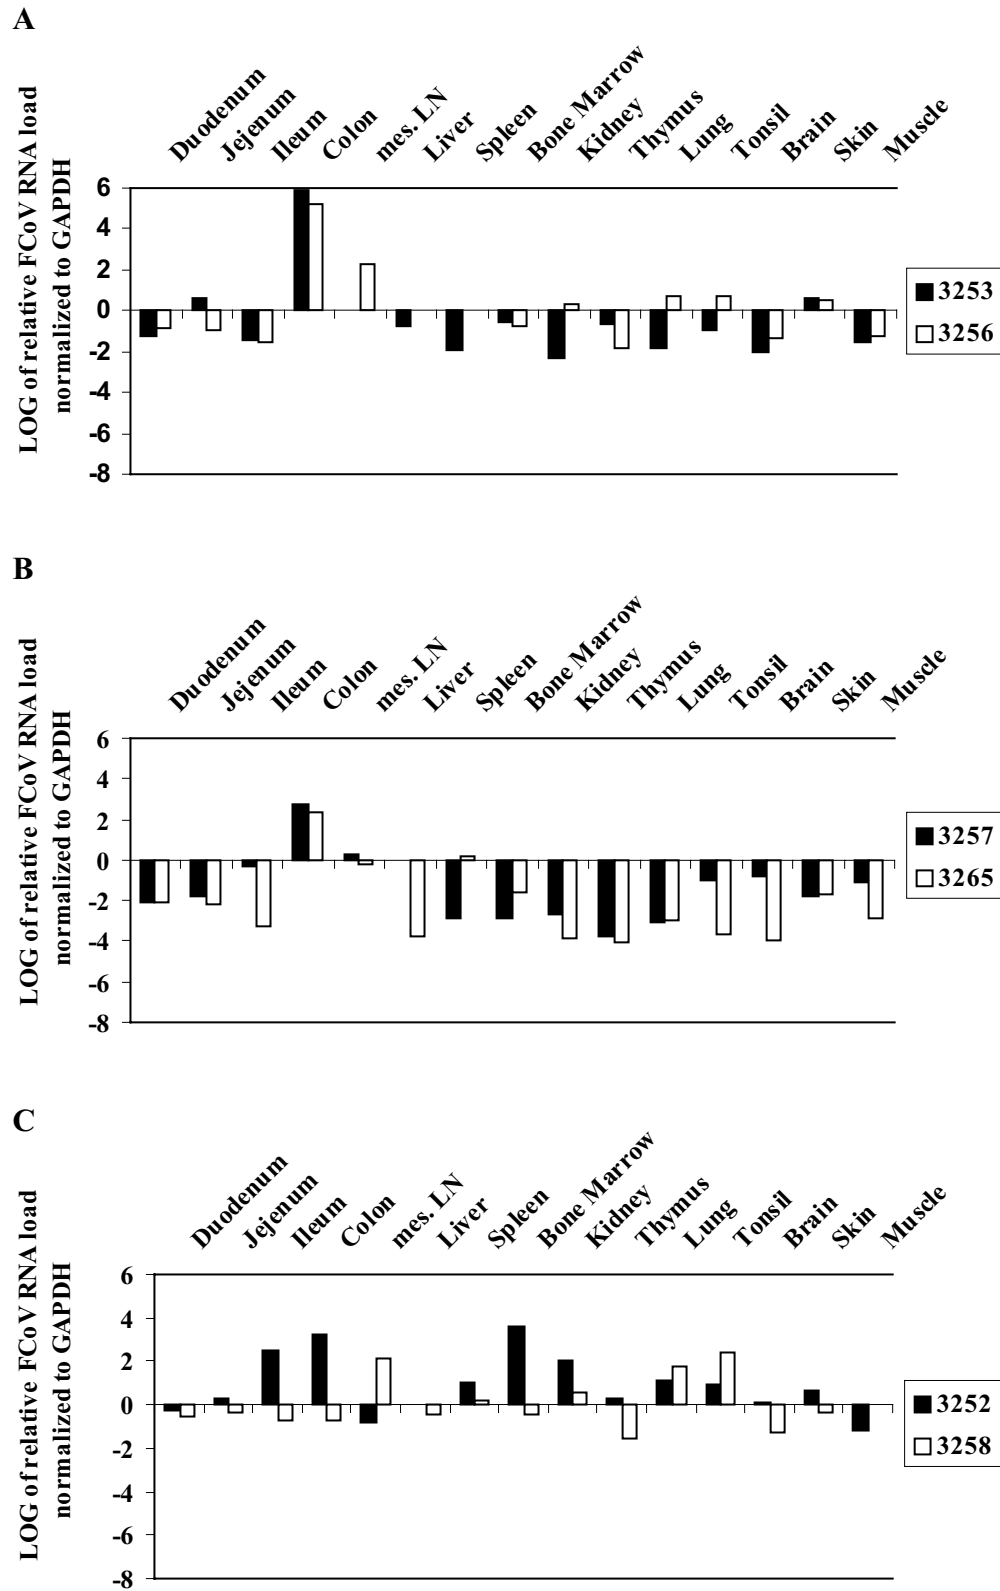 A
Duodenum
Jejenum
Ileum
Colon
mes. LN
Liver
Spleen
Bone Marrow
Kidney
Thymus
Lung
Tonsil
Brain
Skin
Muscle
LOG of relative FCoV RNA load
normalized to GAPDH
6
4
2
0
-2
-4
-6
-8
3253
3256
B
Duodenum
Jejenum
Ileum
Colon
mes. LN
Liver
Spleen
Bone Marrow
Kidney
Thymus
Lung
Tonsil
Brain
Skin
Muscle
LOG of relative FCoV RNA load
normalized to GAPDH
6
4
2
0
-2
-4
-6
-8
3257
3265
C
Duodenum
Jejenum
Ileum
Colon
mes. LN
Liver
Spleen
Bone Marrow
Kidney
Thymus
Lung
Tonsil
Brain
Skin
Muscle
LOG of relative FCoV RNA load
normalized to GAPDH
6
4
2
0
-2
-4
-6
-8
3252
3258